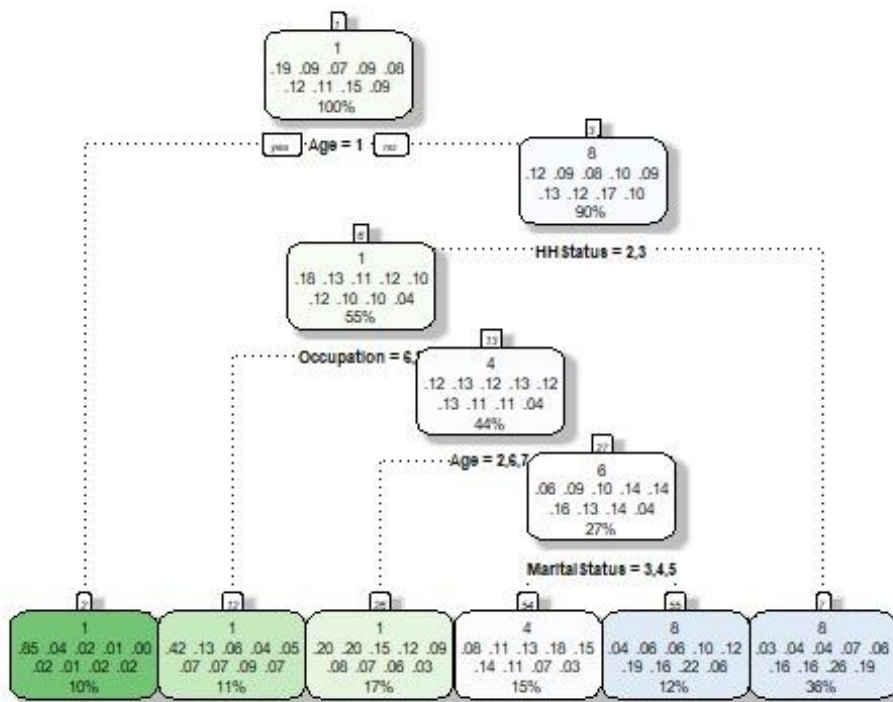 1
1
.19 .09 .07 .09 .08
.12 .11 .15 .09
100%
yes Age = 1 no
3
8
.12 .09 .08 .10 .09
.13 .12 .17 .10
90%
HH Status = 2,3
6
1
.18 .13 .11 .12 .10
.12 .10 .10 .04
55%
Occupation = 6,
13
4
.12 .13 .12 .13 .12
.13 .11 .11 .04
44%
Age = 2,6,7
27
6
.06 .09 .10 .14 .14
.16 .13 .14 .04
27%
Marital Status = 3,4,5
2
1
.85 .04 .02 .01 .00
.02 .01 .02 .02
10%
12
1
.42 .13 .06 .04 .05
.07 .07 .09 .07
11%
26
1
.20 .20 .15 .12 .09
.08 .07 .06 .03
17%
54
4
.08 .11 .13 .18 .15
.14 .11 .07 .03
15%
55
8
.04 .06 .06 .10 .12
.19 .16 .22 .06
12%
7
8
.03 .04 .04 .07 .06
.16 .16 .26 .19
36%